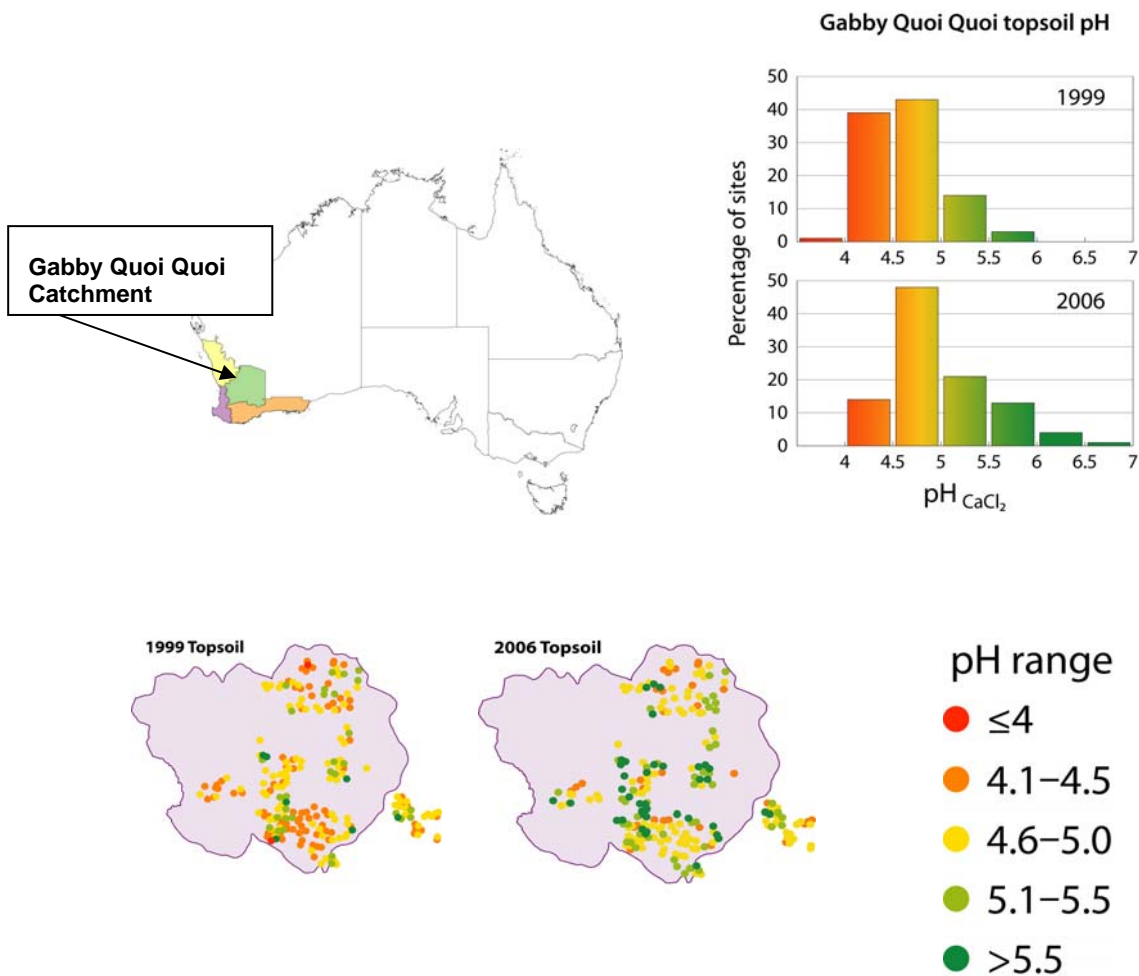 Gabby Quoi Quoi topsoil pH
50
40
30
20
10
0
1999
4 4.5 5 5.5 6 6.5 7
Percentage of sites
50
40
30
20
10
0
2006
4 4.5 5 5.5 6 6.5 7
pH CaCl₂
Gabby Quoi Quoi
Catchment
1999 Topsoil
2006 Topsoil
pH range
≤4
4.1–4.5
4.6–5.0
5.1–5.5
>5.5